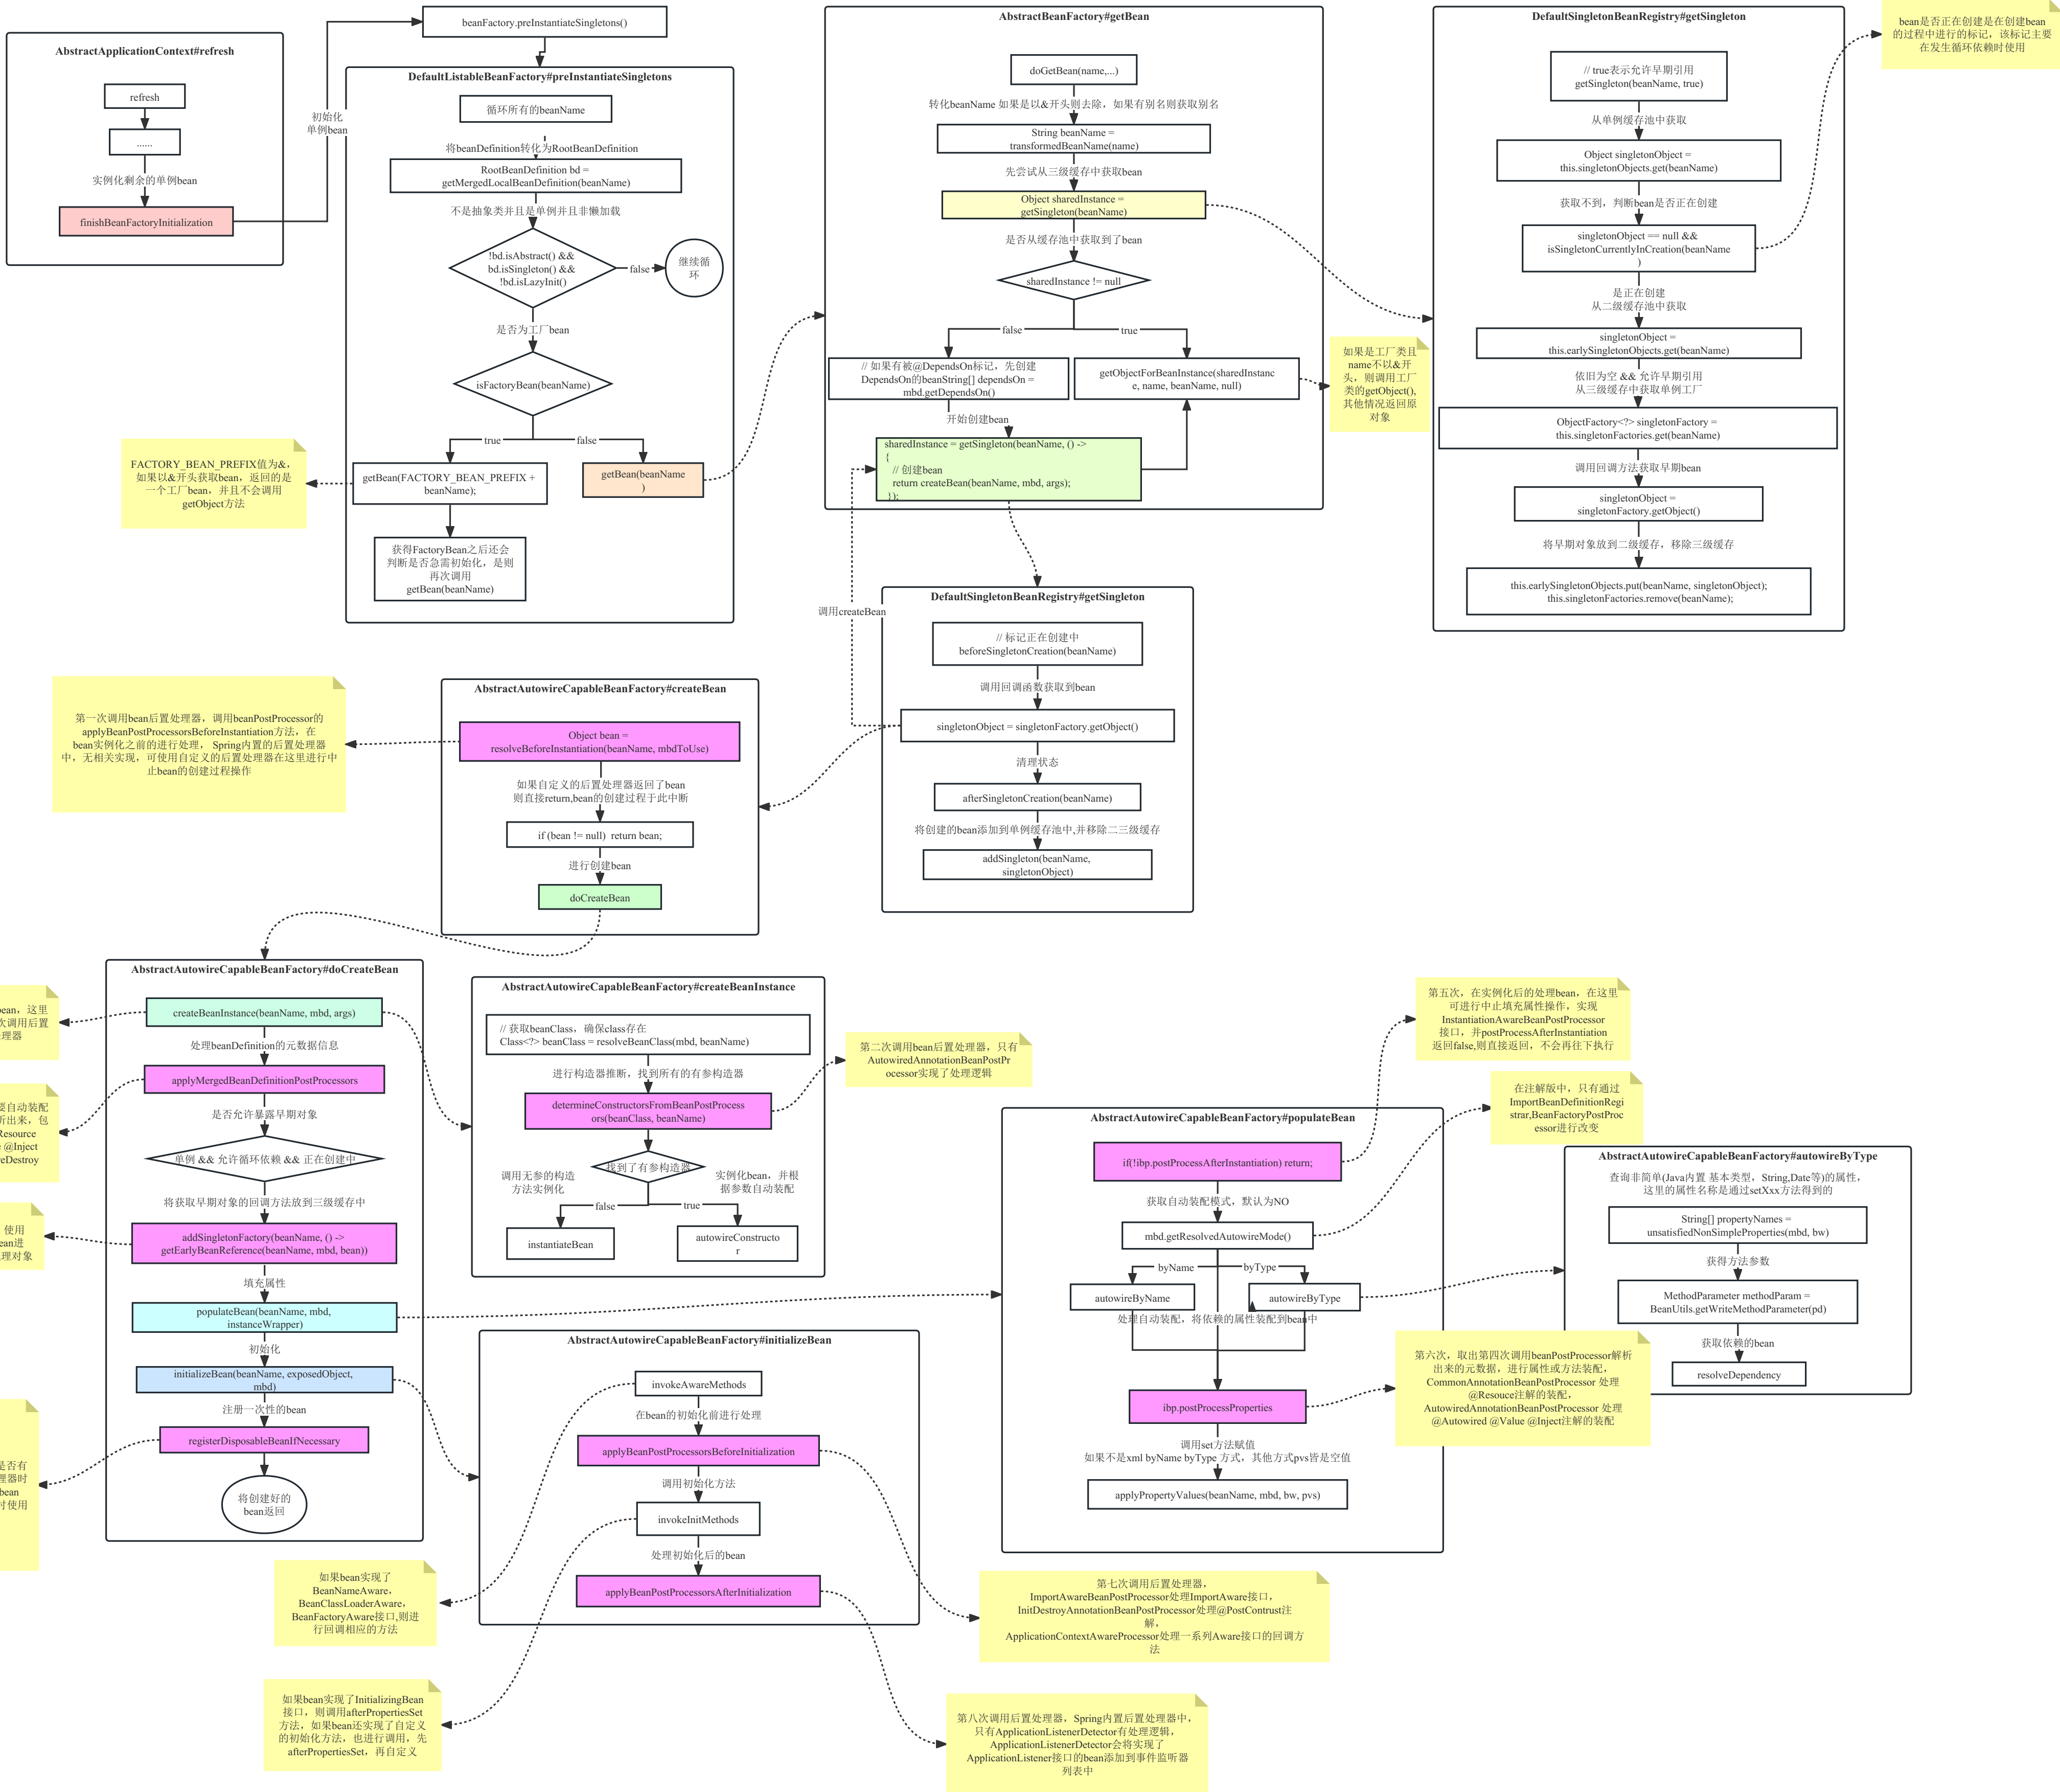 AbstractApplicationContext#refresh
refresh
......
实例化剩余的单例bean
finishBeanFactoryInitialization
初始化
单例bean
beanFactory.preInstantiateSingletons()
DefaultListableBeanFactory#preInstantiateSingletons
循环所有的beanName
将beanDefinition转化为RootBeanDefinition
RootBeanDefinition bd =
getMergedLocalBeanDefinition(beanName)
不是抽象类并且是单例并且非懒加载
!bd.isAbstract() &&
bd.isSingleton() &&
!bd.isLazyInit()
false
继续循
环
是否为工厂bean
isFactoryBean(beanName)
true
false
getBean(FACTORY_BEAN_PREFIX +
beanName);
getBean(beanName
)
获得FactoryBean之后还会
判断是否急需初始化，是则
再次调用
getBean(beanName)
FACTORY_BEAN_PREFIX值为&，
如果以&开头获取bean，返回的是
一个工厂bean，并且不会调用
getObject方法
AbstractBeanFactory#getBean
doGetBean(name,...)
转化beanName 如果是以&开头则去除，如果有别名则获取别名
String beanName =
transformedBeanName(name)
先尝试从三级缓存中获取bean
Object sharedInstance =
getSingleton(beanName)
是否从缓存池中获取到了bean
sharedInstance != null
false
true
// 如果有被@DependsOn标记，先创建
DependsOn的beanString[] dependsOn =
mbd.getDependsOn()
getObjectForBeanInstance(sharedInstanc
e, name, beanName, null)
开始创建bean
sharedInstance = getSingleton(beanName, () ->
{
// 创建bean
return createBean(beanName, mbd, args);
});
如果是工厂类且
name不以&开
头，则调用工厂
类的getObject(),
其他情况返回原
对象
DefaultSingletonBeanRegistry#getSingleton
// true表示允许早期引用
getSingleton(beanName, true)
从单例缓存池中获取
Object singletonObject =
this.singletonObjects.get(beanName)
获取不到，判断bean是否正在创建
singletonObject == null &&
isSingletonCurrentlyInCreation(beanName
)
是正在创建
从二级缓存池中获取
singletonObject =
this.earlySingletonObjects.get(beanName)
依旧为空 && 允许早期引用
从三级缓存中获取单例工厂
ObjectFactory<?> singletonFactory =
this.singletonFactories.get(beanName)
调用回调方法获取早期bean
singletonObject =
singletonFactory.getObject()
将早期对象放到二级缓存，移除三级缓存
this.earlySingletonObjects.put(beanName, singletonObject);
this.singletonFactories.remove(beanName);
bean是否正在创建是在创建bean
的过程中进行的标记，该标记主要
在发生循环依赖时使用
调用createBean
DefaultSingletonBeanRegistry#getSingleton
// 标记正在创建中
beforeSingletonCreation(beanName)
调用回调函数获取到bean
singletonObject = singletonFactory.getObject()
清理状态
afterSingletonCreation(beanName)
将创建的bean添加到单例缓存池中,并移除二三级缓存
addSingleton(beanName,
singletonObject)
AbstractAutowireCapableBeanFactory#createBean
Object bean =
resolveBeforeInstantiation(beanName, mbdToUse)
如果自定义的后置处理器返回了bean
则直接return,bean的创建过程于此中断
if (bean != null) return bean;
进行创建bean
doCreateBean
第一次调用bean后置处理器，调用beanPostProcessor的
applyBeanPostProcessorsBeforeInstantiation方法，在
bean实例化之前的进行处理， Spring内置的后置处理器
中，无相关实现，可使用自定义的后置处理器在这里进行中
止bean的创建过程操作
AbstractAutowireCapableBeanFactory#doCreateBean
createBeanInstance(beanName, mbd, args)
处理beanDefinition的元数据信息
applyMergedBeanDefinitionPostProcessors
是否允许暴露早期对象
单例 && 允许循环依赖 && 正在创建中
将获取早期对象的回调方法放到三级缓存中
addSingletonFactory(beanName, () ->
getEarlyBeanReference(beanName, mbd, bean))
填充属性
populateBean(beanName, mbd,
instanceWrapper)
初始化
initializeBean(beanName, exposedObject,
mbd)
注册一次性的bean
registerDisposableBeanIfNecessary
将创建好的
bean返回
bean，这里
次调用后置
理器
要自动装配
析出来，包
Resource
@Inject
reDestroy
使用
bean进
理对象
是否有
理器时
bean
时使用
AbstractAutowireCapableBeanFactory#createBeanInstance
// 获取beanClass，确保class存在
Class<?> beanClass = resolveBeanClass(mbd, beanName)
进行构造器推断，找到所有的有参构造器
determineConstructorsFromBeanPostProcess
ors(beanClass, beanName)
找到了有参构造器
调用无参的构造
方法实例化
实例化bean，并根
据参数自动装配
false
true
instantiateBean
autowireConstructo
r
第二次调用bean后置处理器，只有
AutowiredAnnotationBeanPostPr
ocessor实现了处理逻辑
AbstractAutowireCapableBeanFactory#populateBean
if(!ibp.postProcessAfterInstantiation) return;
获取自动装配模式，默认为NO
mbd.getResolvedAutowireMode()
byName
byType
autowireByName
autowireByType
处理自动装配，将依赖的属性装配到bean中
ibp.postProcessProperties
调用set方法赋值
如果不是xml byName byType 方式，其他方式pvs皆是空值
applyPropertyValues(beanName, mbd, bw, pvs)
第五次，在实例化后的处理bean，在这里
可进行中止填充属性操作，实现
InstantiationAwareBeanPostProcessor
接口，并postProcessAfterInstantiation
返回false,则直接返回，不会再往下执行
在注解版中，只有通过
ImportBeanDefinitionRegi
strar,BeanFactoryPostProc
essor进行改变
AbstractAutowireCapableBeanFactory#autowireByType
查询非简单(Java内置 基本类型，String,Date等)的属性，
这里的属性名称是通过setXxx方法得到的
String[] propertyNames =
unsatisfiedNonSimpleProperties(mbd, bw)
获得方法参数
MethodParameter methodParam =
BeanUtils.getWriteMethodParameter(pd)
获取依赖的bean
resolveDependency
第六次，取出第四次调用beanPostProcessor解析
出来的元数据，进行属性或方法装配，
CommonAnnotationBeanPostProcessor 处理
@Resouce注解的装配，
AutowiredAnnotationBeanPostProcessor 处理
@Autowired @Value @Inject注解的装配
AbstractAutowireCapableBeanFactory#initializeBean
invokeAwareMethods
在bean的初始化前进行处理
applyBeanPostProcessorsBeforeInitialization
调用初始化方法
invokeInitMethods
处理初始化后的bean
applyBeanPostProcessorsAfterInitialization
如果bean实现了
BeanNameAware，
BeanClassLoaderAware，
BeanFactoryAware接口,则进
行回调相应的方法
第七次调用后置处理器，
ImportAwareBeanPostProcessor处理ImportAware接口，
InitDestroyAnnotationBeanPostProcessor处理@PostContrust注
解，
ApplicationContextAwareProcessor处理一系列Aware接口的回调方
法
如果bean实现了InitializingBean
接口，则调用afterPropertiesSet
方法，如果bean还实现了自定义
的初始化方法，也进行调用，先
afterPropertiesSet，再自定义
第八次调用后置处理器，Spring内置后置处理器中，
只有ApplicationListenerDetector有处理逻辑，
ApplicationListenerDetector会将实现了
ApplicationListener接口的bean添加到事件监听器
列表中